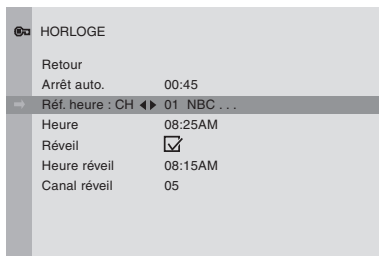 HORLOGE
Retour
Arrêt auto. 00:45
Réf. heure : CH 01 NBC . . .
Heure 08:25AM
Réveil
Heure réveil 08:15AM
Canal réveil 05